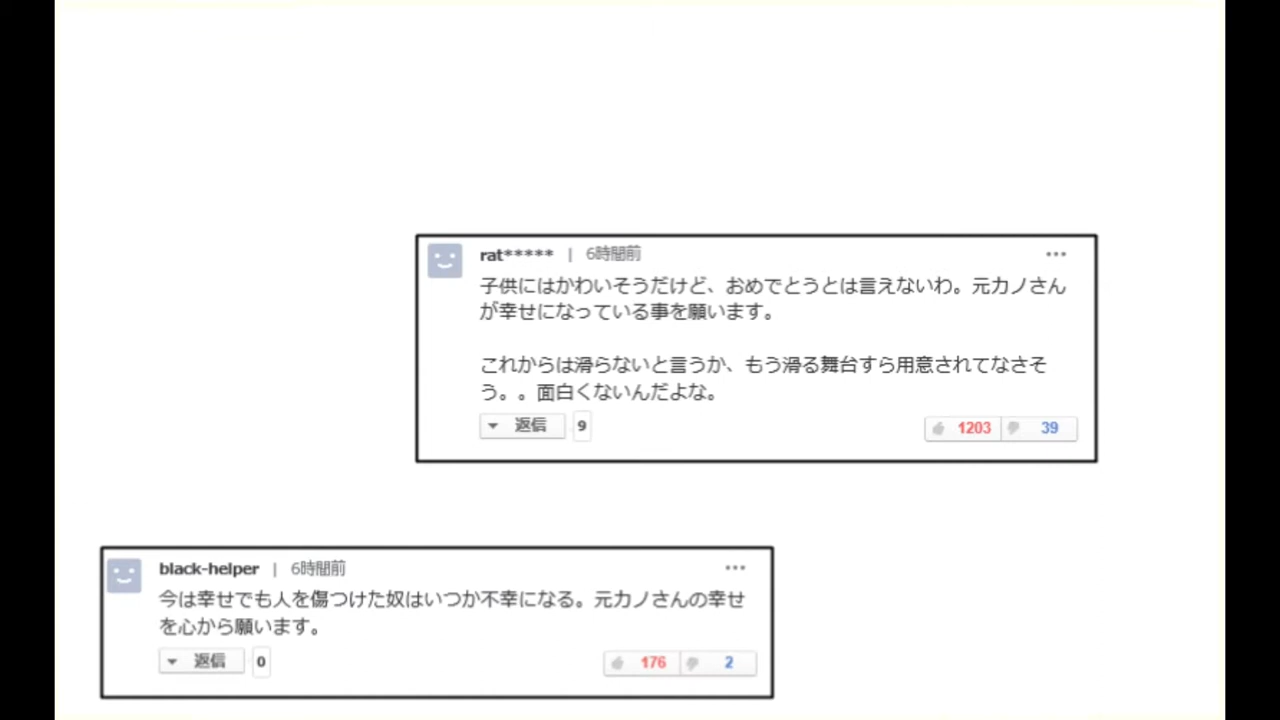 rat***** | 6時間前
子供にはかわいそうだけど、おめでとうとは言えないわ。元カノさん
が幸せになっている事を願います。
これからは滑らないと言うか、もう滑る舞台すら用意されてなさそ
う。。面白くないんだよな。
返信 9 1203 39
black-helper | 6時間前
今は幸せでも人を傷つけた奴はいつか不幸になる。元カノさんの幸せ
を心から願います。
返信 0 176 2